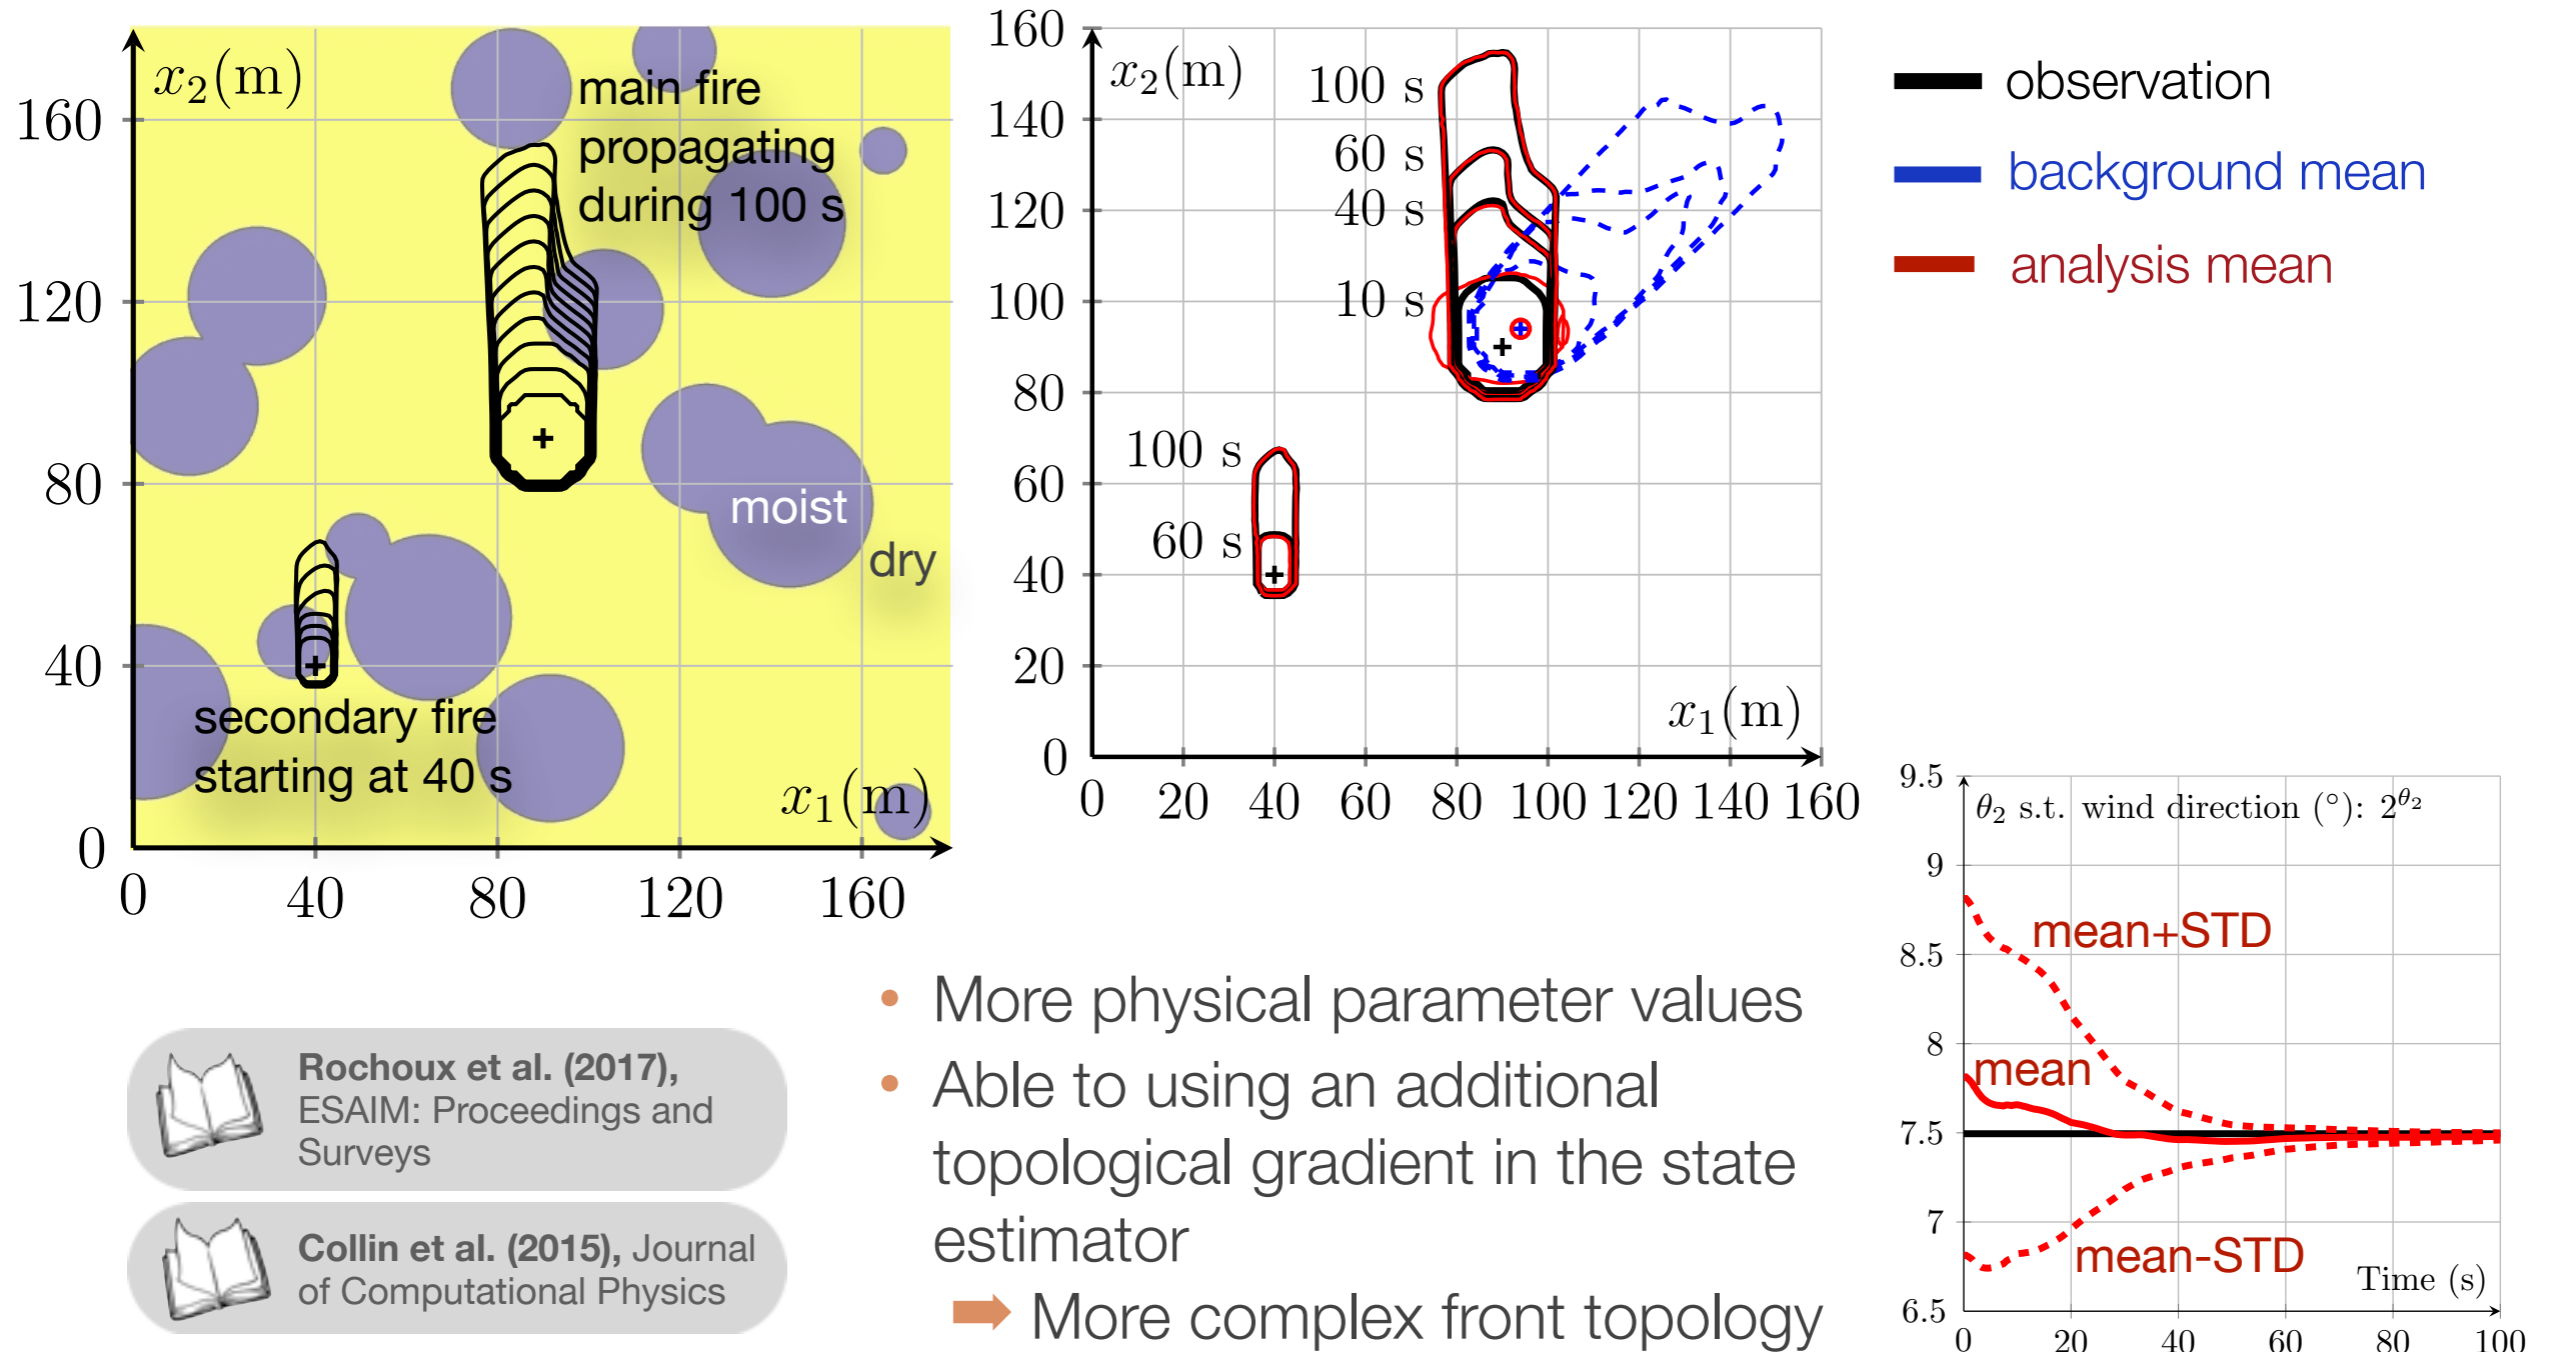 x₂(m)
main fire
propagating
during 100 s
160
120
80
40
0
moist
dry
secondary fire
starting at 40 s
x₁(m)
0 40 80 120 160
160
140
120
100
80
60
40
20
0
x₂(m)
100 s
60 s
40 s
10 s
100 s
60 s
x₁(m)
0 20 40 60 80 100 120 140 160
observation
background mean
analysis mean
9.5
9
8.5
8
7.5
7
6.5
θ₂ s.t. wind direction (°): 2^θ₂
mean+STD
mean
mean-STD
Time (s)
0 20 40 60 80 100
Rochoux et al. (2017),
ESAIM: Proceedings and
Surveys
Collin et al. (2015), Journal
of Computational Physics
• More physical parameter values
• Able to using an additional
topological gradient in the state
estimator
More complex front topology